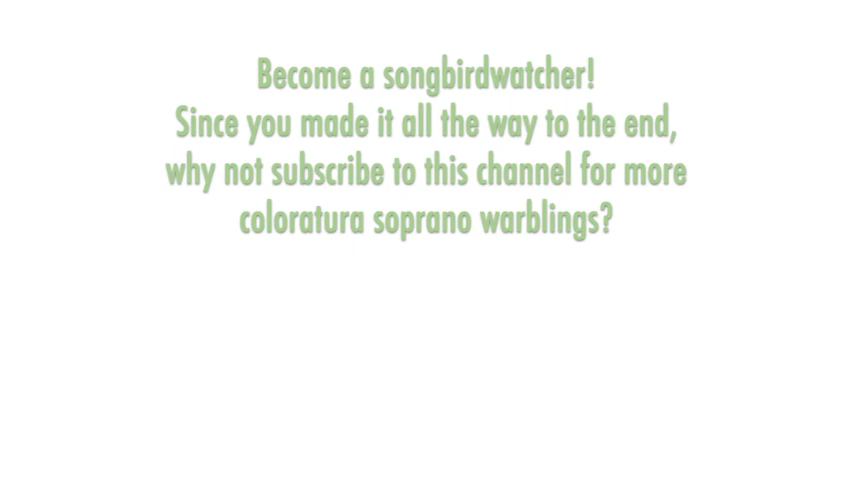 Become a songbirdwatcher!
Since you made it all the way to the end,
why not subscribe to this channel for more
coloratura soprano warblings?